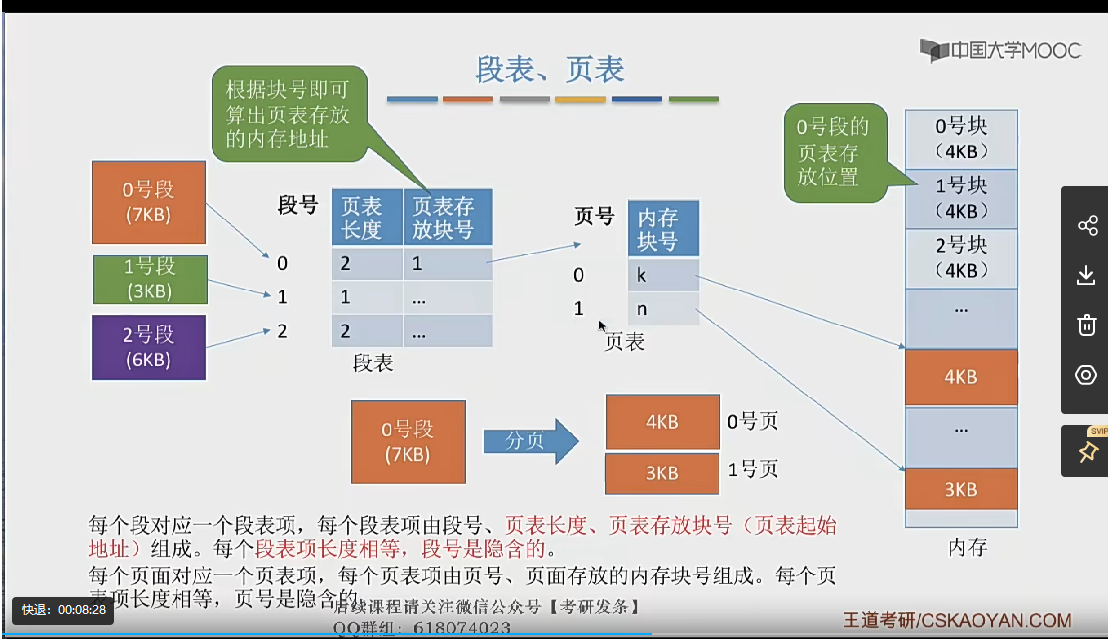 中国大学MOOC
段表、页表
根据块号即可
算出页表存放
的内存地址
0号段的
页表存
放位置
0号段
(7KB)
1号段
(3KB)
2号段
(6KB)
段号
页表
长度
页表存
放块号
0
2
1
1
1
...
2
2
...
段表
页号
内存
块号
0
k
1
n
页表
0号块
（4KB）
1号块
（4KB）
2号块
（4KB）
...
4KB
...
3KB
内存
0号段
(7KB)
分页
4KB
0号页
3KB
1号页
每个段对应一个段表项，每个段表项由段号、页表长度、页表存放块号（页表起始
地址）组成。每个段表项长度相等，段号是隐含的。
每个页面对应一个页表项，每个页表项由页号、页面存放的内存块号组成。每个页
表项长度相等，页号是隐含的。
快退：00:08:28
后续课程请关注微信公众号【考研发条】
QQ群组：618074023
王道考研/CSKAOYAN.COM
SVIP